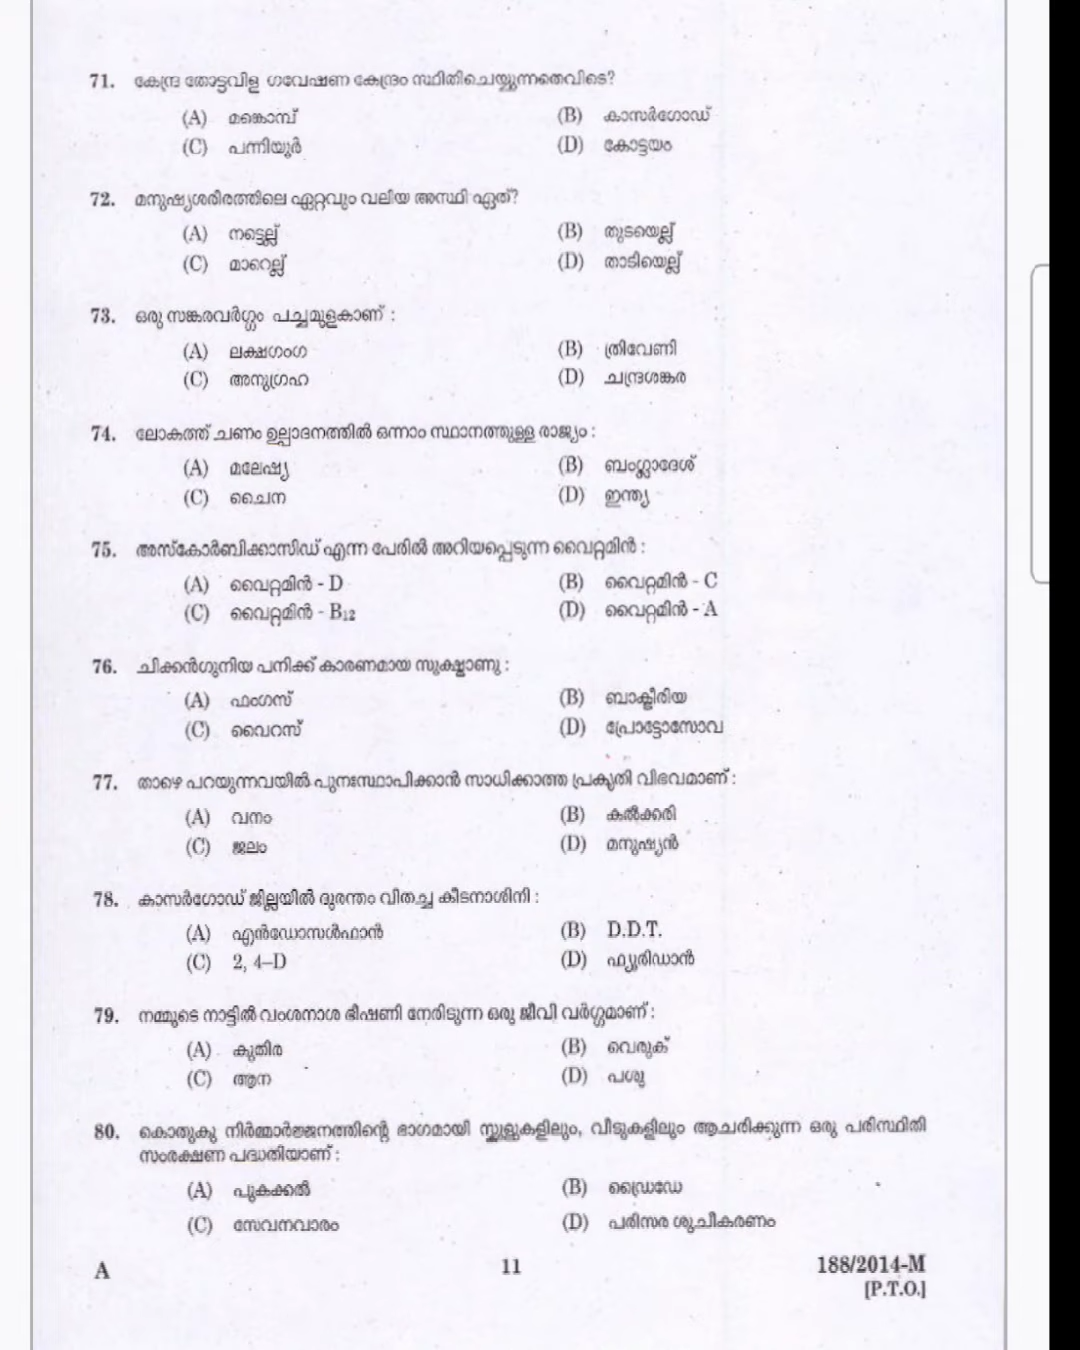 71. കേന്ദ്ര തോട്ടവിള ഗവേഷണ കേന്ദ്രം സ്ഥിതിചെയ്യുന്നതെവിടെ?
(A) മങ്കൊമ്പ് (B) കാസർഗോഡ്
(C) പന്നിയൂർ (D) കോട്ടയം
72. മനുഷ്യശരീരത്തിലെ ഏറ്റവും വലിയ അസ്ഥി ഏത്?
(A) നട്ടെല്ല് (B) തുടയെല്ല്
(C) മാറെല്ല് (D) താടിയെല്ല്
73. ഒരു സങ്കരവർഗ്ഗം പച്ചമുളകാണ് :
(A) ലക്ഷഗംഗ (B) ത്രിവേണി
(C) അനുഗ്രഹ (D) ചന്ദ്രശങ്കര
74. ലോകത്ത് ചണം ഉല്പാദനത്തിൽ ഒന്നാം സ്ഥാനത്തുള്ള രാജ്യം :
(A) മലേഷ്യ (B) ബംഗ്ലാദേശ്
(C) ചൈന (D) ഇന്ത്യ
75. അസ്കോർബിക്കാസിഡ് എന്ന പേരിൽ അറിയപ്പെടുന്ന വൈറ്റമിൻ :
(A) വൈറ്റമിൻ - D (B) വൈറ്റമിൻ - C
(C) വൈറ്റമിൻ - B₁₂ (D) വൈറ്റമിൻ - A
76. ചിക്കൻഗുനിയ പനിക്ക് കാരണമായ സൂക്ഷ്മാണു :
(A) ഫംഗസ് (B) ബാക്ടീരിയ
(C) വൈറസ് (D) പ്രോട്ടോസോവ
77. താഴെ പറയുന്നവയിൽ പുനഃസ്ഥാപിക്കാൻ സാധിക്കാത്ത പ്രകൃതി വിഭവമാണ് :
(A) വനം (B) കൽക്കരി
(C) ജലം (D) മനുഷ്യൻ
78. കാസർഗോഡ് ജില്ലയിൽ ദുരന്തം വിതച്ച കീടനാശിനി :
(A) എൻഡോസൾഫാൻ (B) D.D.T.
(C) 2, 4–D (D) ഫ്യൂരിഡാൻ
79. നമ്മുടെ നാട്ടിൽ വംശനാശ ഭീഷണി നേരിടുന്ന ഒരു ജീവി വർഗ്ഗമാണ് :
(A) കുതിര (B) വെരുക്
(C) ആന (D) പശു
80. കൊതുകു നിർമ്മാർജ്ജനത്തിന്റെ ഭാഗമായി സ്കൂളുകളിലും, വീടുകളിലും ആചരിക്കുന്ന ഒരു പരിസ്ഥിതി
സംരക്ഷണ പദ്ധതിയാണ് :
(A) പുകക്കൽ (B) ഡ്രൈഡേ
(C) സേവനവാരം (D) പരിസര ശുചീകരണം
A 11 188/2014-M
[P.T.O.]